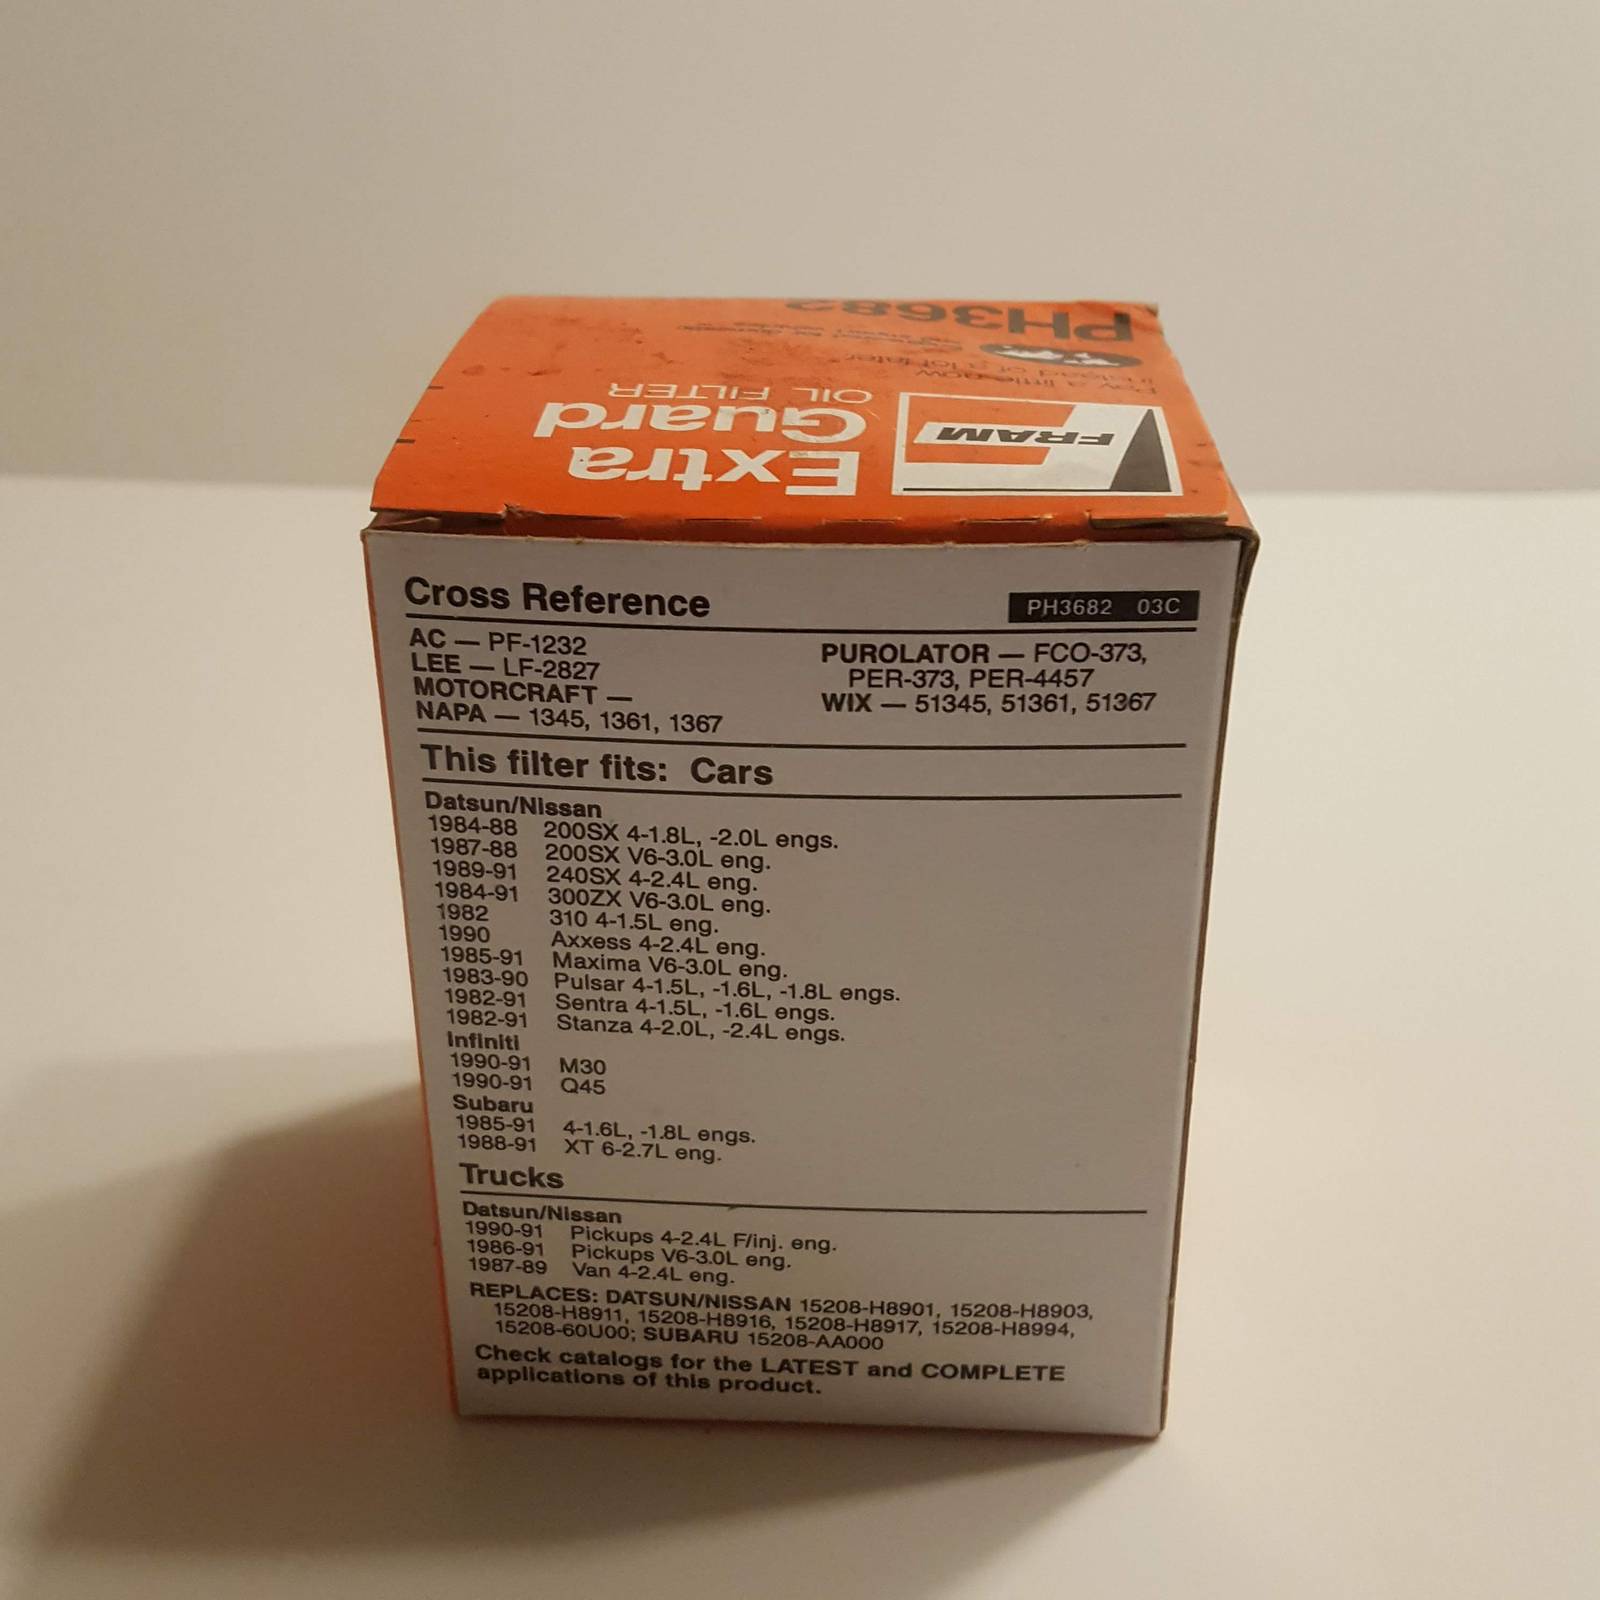 PH3682
Pay a little now
instead of a lot later
FRAM
Extra
Guard
OIL FILTER
Cross Reference
PH3682 03C
AC — PF-1232
LEE — LF-2827
MOTORCRAFT —
NAPA — 1345, 1361, 1367
PUROLATOR — FCO-373,
PER-373, PER-4457
WIX — 51345, 51361, 51367
This filter fits: Cars
Datsun/Nissan
1984-88 200SX 4-1.8L, -2.0L engs.
1987-88 200SX V6-3.0L eng.
1989-91 240SX 4-2.4L eng.
1984-91 300ZX V6-3.0L eng.
1982 310 4-1.5L eng.
1990 Axxess 4-2.4L eng.
1985-91 Maxima V6-3.0L eng.
1983-90 Pulsar 4-1.5L, -1.6L, -1.8L engs.
1982-91 Sentra 4-1.5L, -1.6L engs.
1982-91 Stanza 4-2.0L, -2.4L engs.
Infiniti
1990-91 M30
1990-91 Q45
Subaru
1985-91 4-1.6L, -1.8L engs.
1988-91 XT 6-2.7L eng.
Trucks
Datsun/Nissan
1990-91 Pickups 4-2.4L F/inj. eng.
1986-91 Pickups V6-3.0L eng.
1987-89 Van 4-2.4L eng.
REPLACES: DATSUN/NISSAN 15208-H8901, 15208-H8903,
15208-H8911, 15208-H8916, 15208-H8917, 15208-H8994,
15208-60U00; SUBARU 15208-AA000
Check catalogs for the LATEST and COMPLETE
applications of this product.